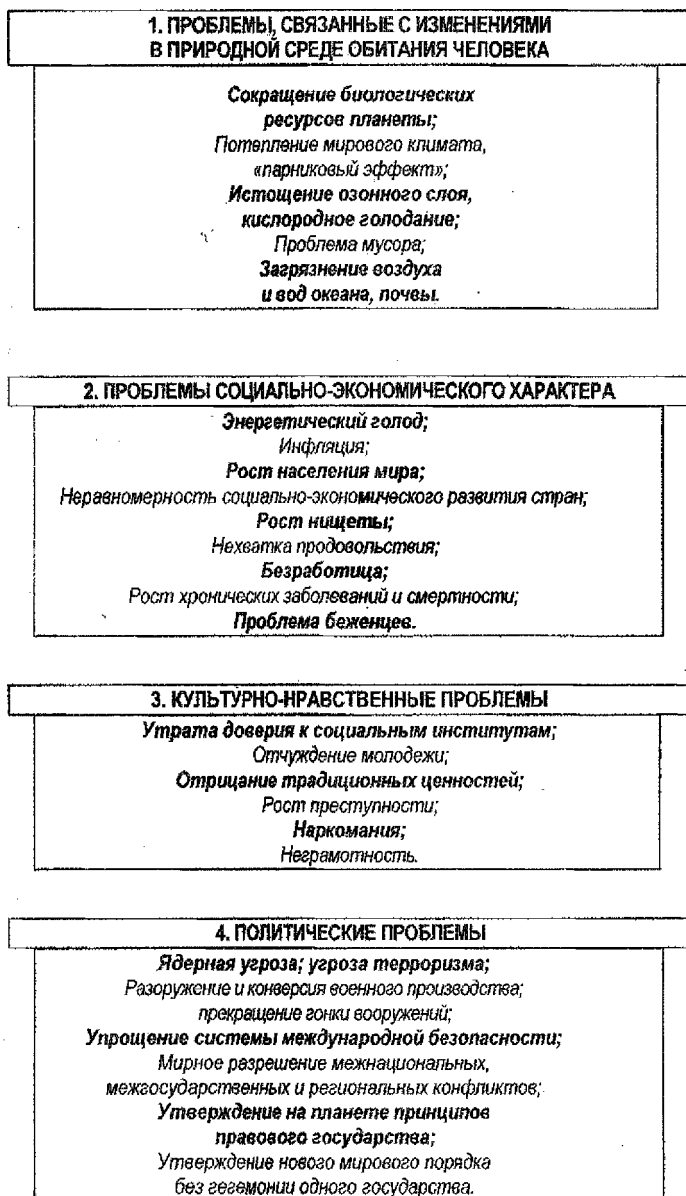 1. ПРОБЛЕМЫ, СВЯЗАННЫЕ С ИЗМЕНЕНИЯМИ
В ПРИРОДНОЙ СРЕДЕ ОБИТАНИЯ ЧЕЛОВЕКА
Сокращение биологических
ресурсов планеты;
Потепление мирового климата,
«парниковый эффект»;
Истощение озонного слоя,
кислородное голодание;
Проблема мусора;
Загрязнение воздуха
и вод океана, почвы.
2. ПРОБЛЕМЫ СОЦИАЛЬНО-ЭКОНОМИЧЕСКОГО ХАРАКТЕРА
Энергетический голод;
Инфляция;
Рост населения мира;
Неравномерность социально-экономического развития стран;
Рост нищеты;
Нехватка продовольствия;
Безработица;
Рост хронических заболеваний и смертности;
Проблема беженцев.
3. КУЛЬТУРНО-НРАВСТВЕННЫЕ ПРОБЛЕМЫ
Утрата доверия к социальным институтам;
Отчуждение молодежи;
Отрицание традиционных ценностей;
Рост преступности;
Наркомания;
Неграмотность.
4. ПОЛИТИЧЕСКИЕ ПРОБЛЕМЫ
Ядерная угроза; угроза терроризма;
Разоружение и конверсия военного производства;
прекращение гонки вооружений;
Упрощение системы международной безопасности;
Мирное разрешение межнациональных,
межгосударственных и региональных конфликтов;
Утверждение на планете принципов
правового государства;
Утверждение нового мирового порядка
без гегемонии одного государства.